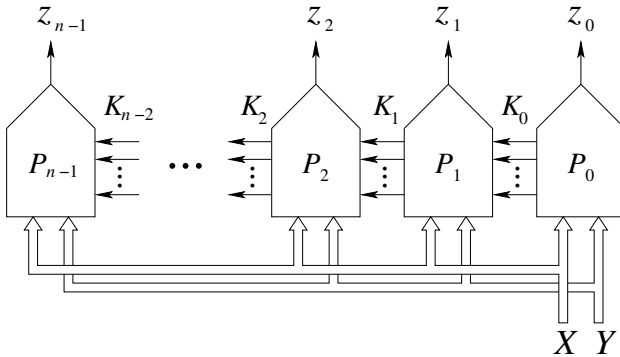 z_{n-1} z_2 z_1 z_0
K_{n-2} K_2 K_1 K_0
P_{n-1} ... P_2 P_1 P_0
X Y